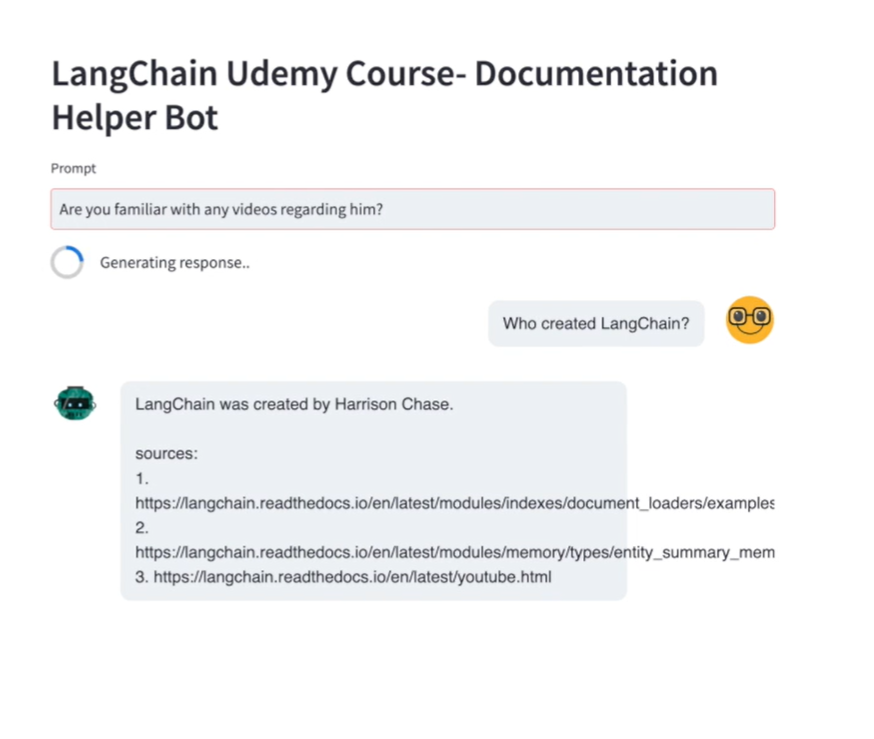 LangChain Udemy Course- Documentation
Helper Bot
Prompt
Are you familiar with any videos regarding him?
Generating response..
Who created LangChain?
LangChain was created by Harrison Chase.
sources:
1.
https://langchain.readthedocs.io/en/latest/modules/indexes/document_loaders/examples
2.
https://langchain.readthedocs.io/en/latest/modules/memory/types/entity_summary_mem
3. https://langchain.readthedocs.io/en/latest/youtube.html